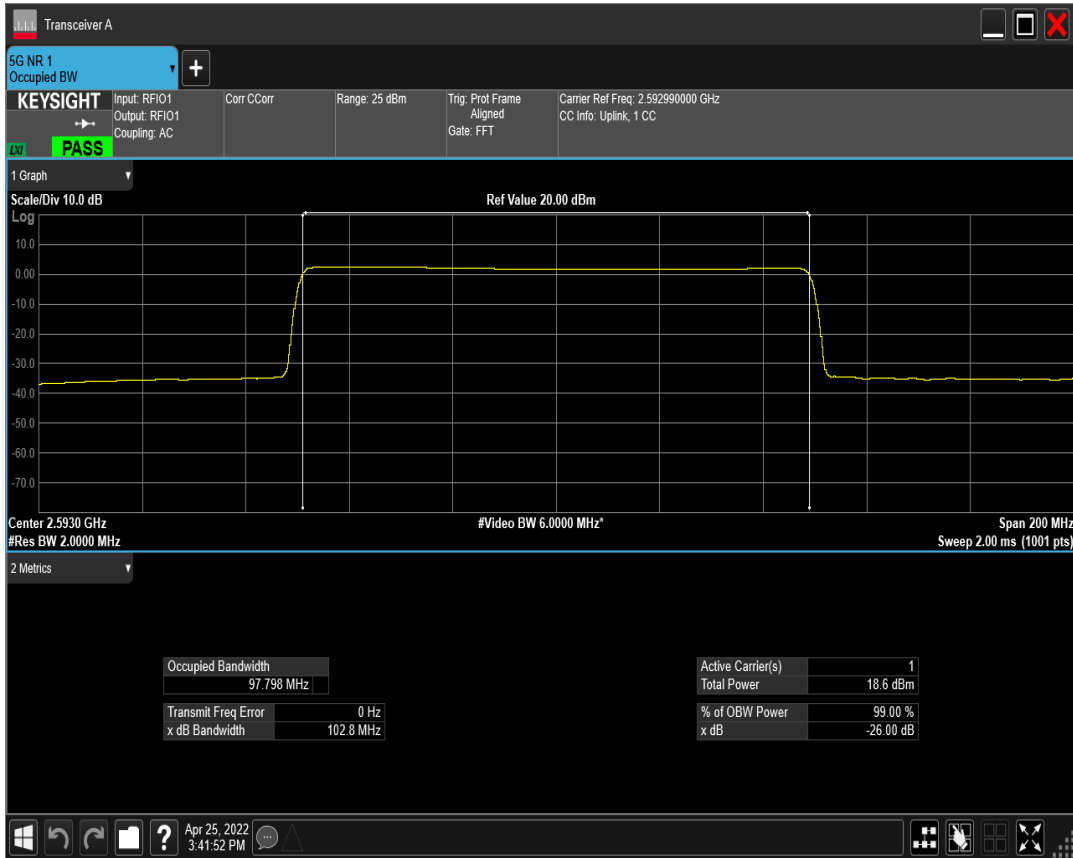 Transceiver A
5G NR 1
Occupied BW
KEYSIGHT
LXI
PASS
Input: RFIO1
Output: RFIO1
Coupling: AC
Corr CCorr
Range: 25 dBm
Trig: Prot Frame
Aligned
Gate: FFT
Carrier Ref Freq: 2.592990000 GHz
CC Info: Uplink, 1 CC
1 Graph
Scale/Div 10.0 dB
Ref Value 20.00 dBm
Log
10.0
0.00
-10.0
-20.0
-30.0
-40.0
-50.0
-60.0
-70.0
Center 2.5930 GHz
#Video BW 6.0000 MHz*
Span 200 MHz
#Res BW 2.0000 MHz
Sweep 2.00 ms (1001 pts)
2 Metrics
Occupied Bandwidth
97.798 MHz
Transmit Freq Error 0 Hz
x dB Bandwidth 102.8 MHz
Active Carrier(s) 1
Total Power 18.6 dBm
% of OBW Power 99.00 %
x dB -26.00 dB
?
Apr 25, 2022
3:41:52 PM